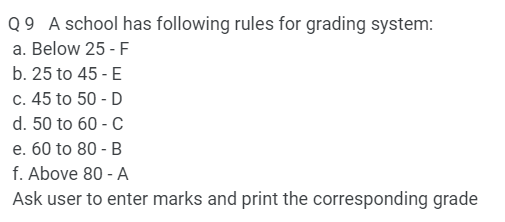 Q 9 A school has following rules for grading system:
a. Below 25 - F
b. 25 to 45 - E
c. 45 to 50 - D
d. 50 to 60 - C
e. 60 to 80 - B
f. Above 80 - A
Ask user to enter marks and print the corresponding grade